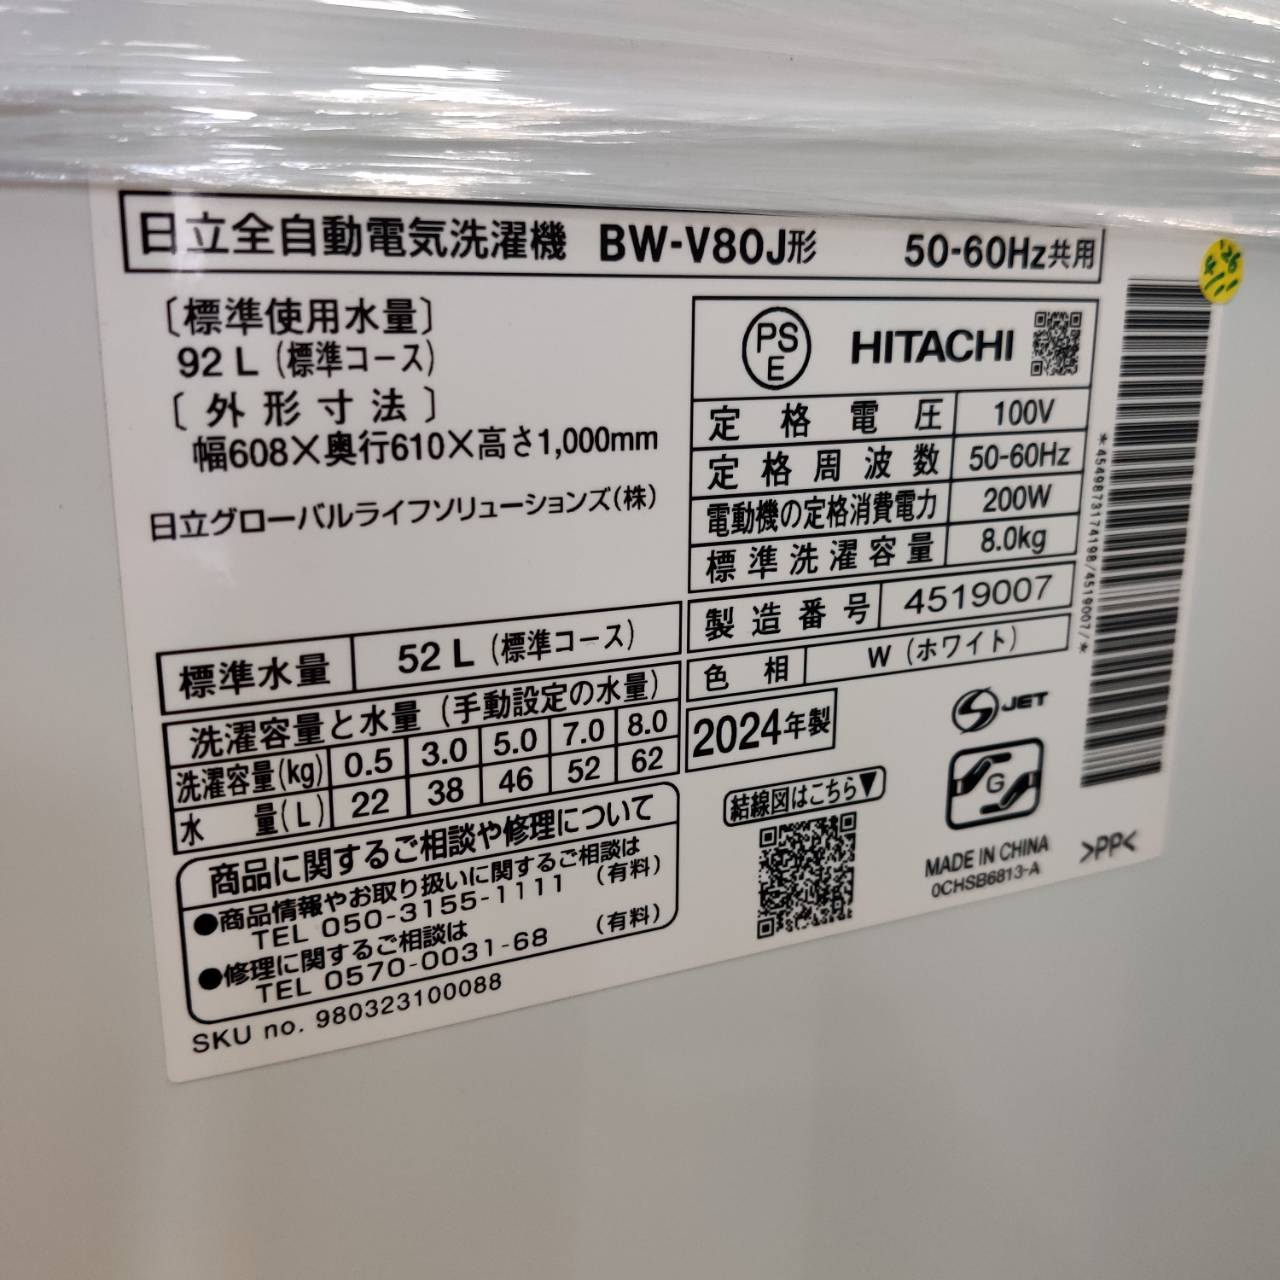 日立全自動電気洗濯機 BW-V80J形 50-60Hz共用
〔標準使用水量〕
92 L (標準コース)
〔外形寸法〕
幅608×奥行610×高さ1,000mm
日立グローバルライフソリューションズ(株)
PS
E
HITACHI
定格電圧 100V
定格周波数 50-60Hz
電動機の定格消費電力 200W
標準洗濯容量 8.0kg
製造番号 4519007
色相 W (ホワイト)
2024年製
標準水量 52 L (標準コース)
洗濯容量と水量 (手動設定の水量)
洗濯容量(kg) 0.5 3.0 5.0 7.0 8.0
水量(L) 22 38 46 52 62
商品に関するご相談や修理について
●商品情報やお取り扱いに関するご相談は
TEL 050-3155-1111 (有料)
●修理に関するご相談は
TEL 0570-0031-68 (有料)
SKU no. 980323100088
結線図はこちら▼
S JET
G
MADE IN CHINA
0CHSB6813-A
>PP<
*4549873174198/4519007/*